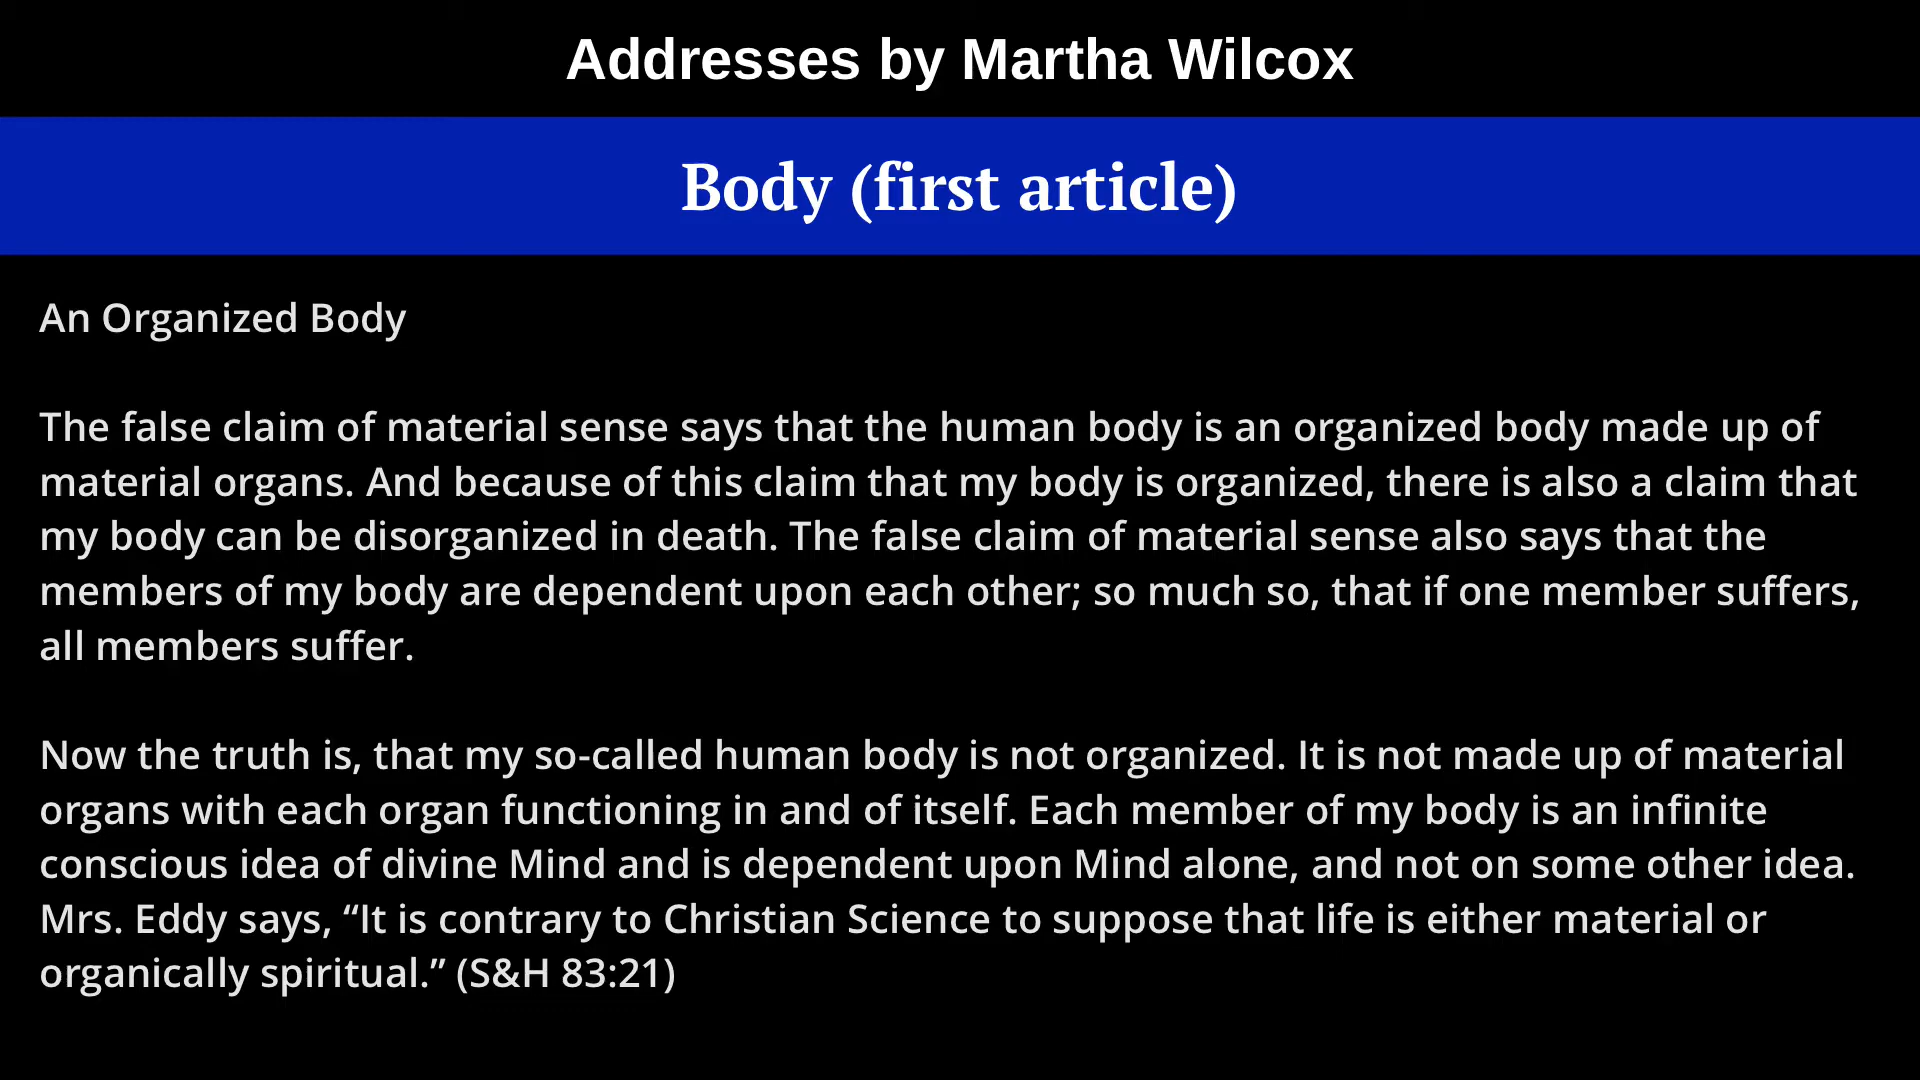 Addresses by Martha Wilcox
Body (first article)
An Organized Body
The false claim of material sense says that the human body is an organized body made up of
material organs. And because of this claim that my body is organized, there is also a claim that
my body can be disorganized in death. The false claim of material sense also says that the
members of my body are dependent upon each other; so much so, that if one member suffers,
all members suffer.
Now the truth is, that my so-called human body is not organized. It is not made up of material
organs with each organ functioning in and of itself. Each member of my body is an infinite
conscious idea of divine Mind and is dependent upon Mind alone, and not on some other idea.
Mrs. Eddy says, “It is contrary to Christian Science to suppose that life is either material or
organically spiritual.” (S&H 83:21)